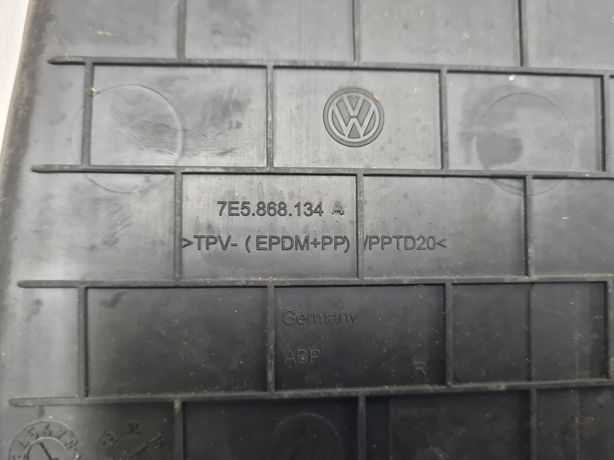 7E5.868.134 A
>TPV- (EPDM+PP) /PPTD20<
Germany
ABP R